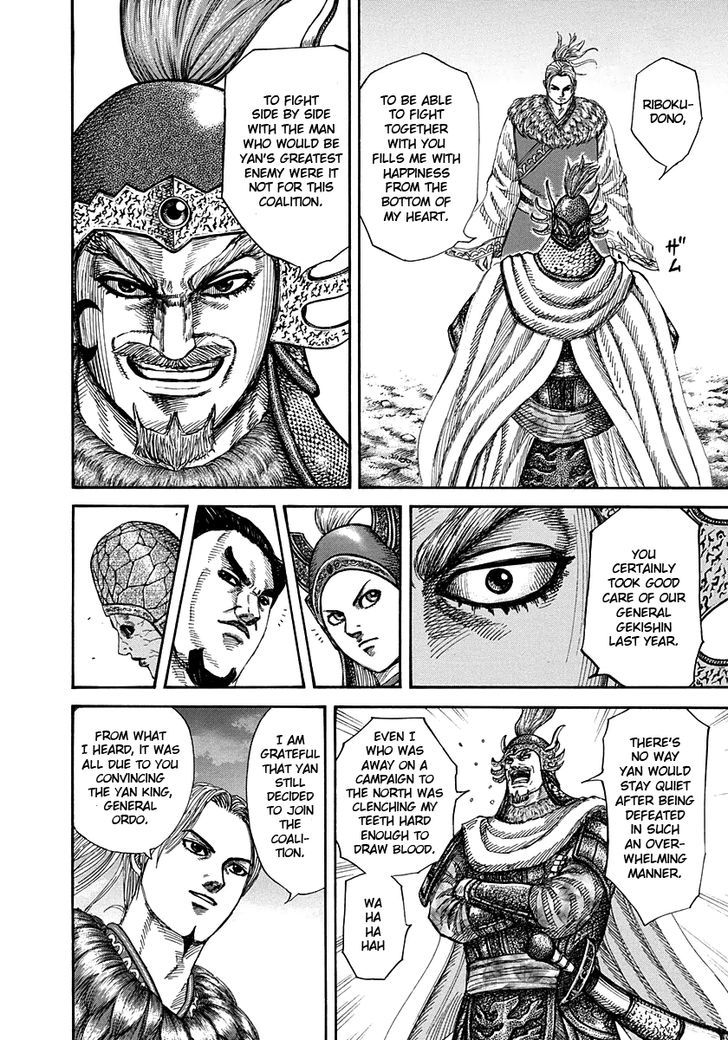 RIBOKU-
DONO,
TO BE ABLE
TO FIGHT
TOGETHER
WITH YOU
FILLS ME WITH
HAPPINESS
FROM THE
BOTTOM OF
MY HEART.
ザ"
ム
TO FIGHT
SIDE BY SIDE
WITH THE MAN
WHO WOULD BE
YAN'S GREATEST
ENEMY WERE IT
NOT FOR THIS
COALITION.
YOU
CERTAINLY
TOOK GOOD
CARE OF OUR
GENERAL
GEKISHIN
LAST YEAR.
THERE'S
NO WAY
YAN WOULD
STAY QUIET
AFTER BEING
DEFEATED
IN SUCH
AN OVER-
WHELMING
MANNER.
EVEN I
WHO WAS
AWAY ON A
CAMPAIGN
TO THE NORTH
WAS CLENCHING MY
TEETH HARD
ENOUGH TO
DRAW BLOOD.
WA
HA
HA
HAH
I AM
GRATEFUL
THAT YAN
STILL
DECIDED
TO JOIN
THE
COALI-
TION.
FROM WHAT
I HEARD, IT WAS
ALL DUE TO YOU
CONVINCING
THE YAN KING,
GENERAL
ORDO.